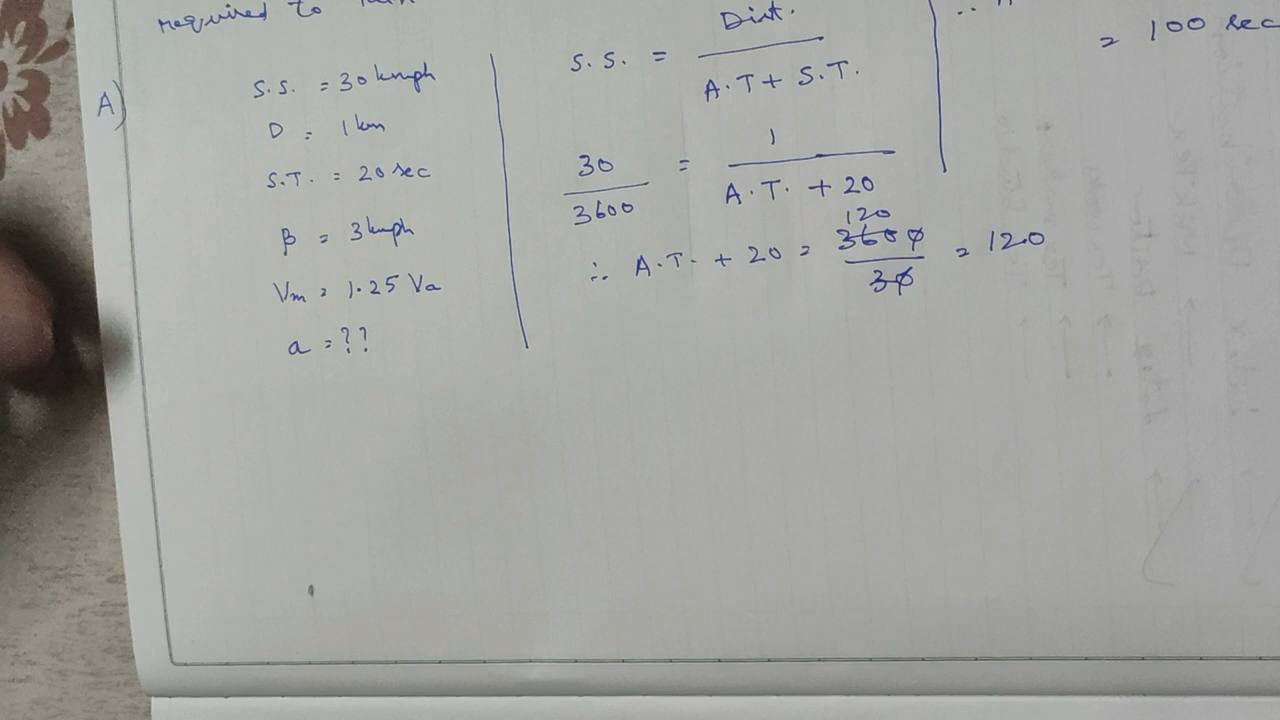 required to
A)
S.S. = 30 kmph
D = 1 km
S.T. = 20 sec
β = 3 kmph
Vm = 1.25 Va
a = ??
S.S. = Dist. / A.T + S.T.
30 / 3600 = 1 / A.T. + 20
∴ A.T. + 20 = 120 3600 / 30 = 120
= 100 sec